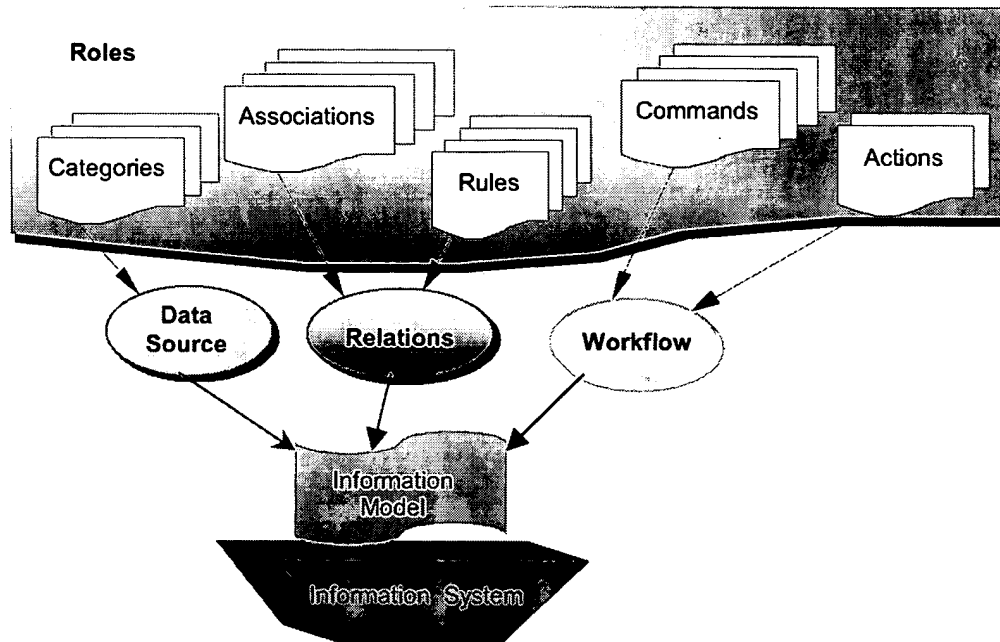 Roles
Associations
Commands
Categories
Rules
Actions
Data
Source
Relations
Workflow
Information
Model
Information System